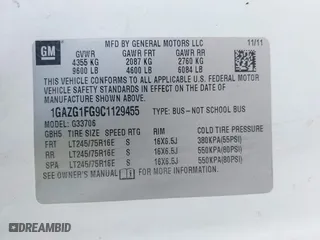 GM
MFD BY GENERAL MOTORS LLC 11/11
GVWR GAWR FRT GAWR RR
4355 KG 2087 KG 2760 KG
9600 LB 4600 LB 6084 LB
THIS VEHICLE CONFORMS TO ALL APPLICABLE U.S. FEDERAL MOTOR
VEHICLE SAFETY STANDARDS IN EFFECT ON THE DATE OF
MANUFACTURE SHOWN ABOVE.
1GAZG1FG9C1129455 TYPE: BUS-NOT SCHOOL BUS
MODEL: G33706
GBH5 TIRE SIZE SPEED RTG RIM COLD TIRE PRESSURE
FRT LT245/75R16E S 16X6.5J 380KPA(55PSI)
RR LT245/75R16E S 16X6.5J 550KPA(80PSI)
SPA LT245/75R16E S 16X6.5J 550KPA(80PSI)
SEE OWNER'S MANUAL
DREAMBID.COM